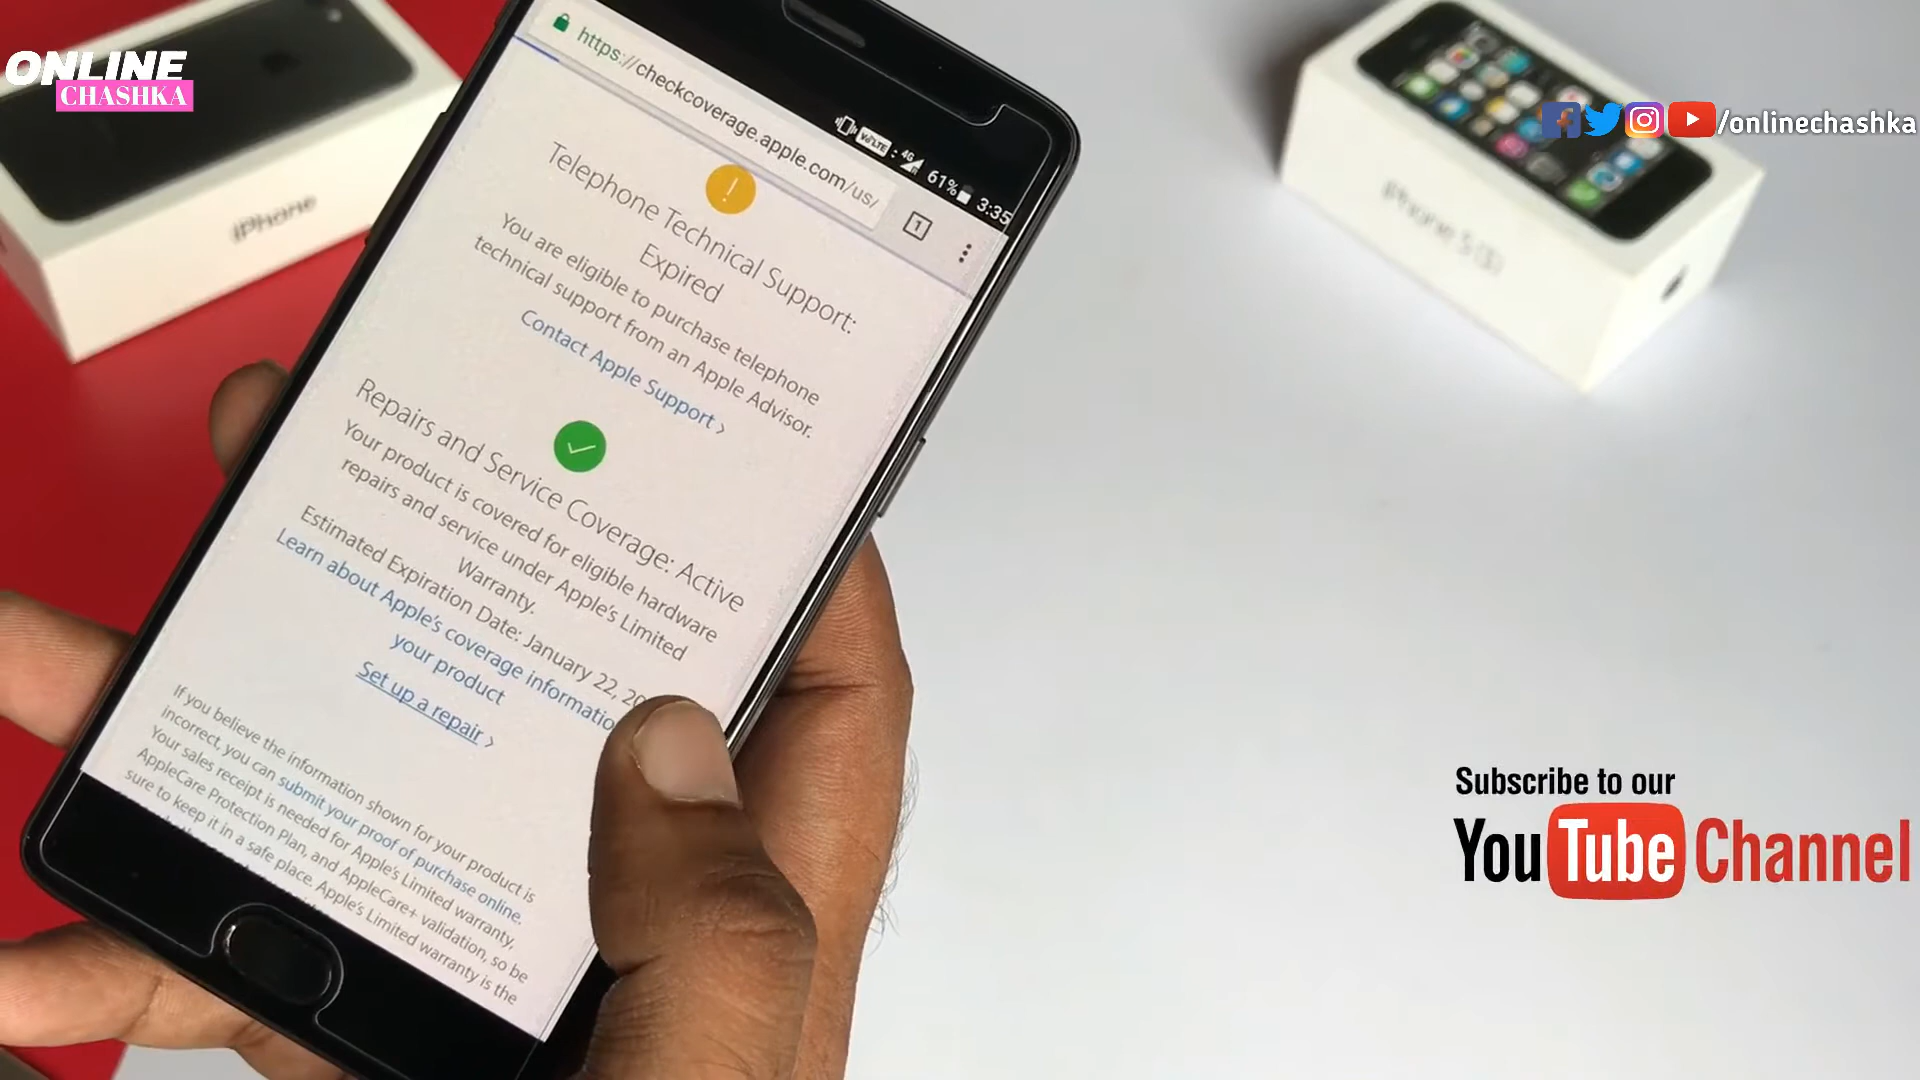 ONLINE
CHASHKA
iPhone
https://checkcoverage.apple.com/us/
VoLTE
4G
61%
3:35
1
Telephone Technical Support:
Expired
You are eligible to purchase telephone
technical support from an Apple Advisor.
Contact Apple Support >
Repairs and Service Coverage: Active
Your product is covered for eligible hardware
repairs and service under Apple's Limited
Warranty.
Estimated Expiration Date: January 22, 20
Learn about Apple's coverage informatio
your product
Set up a repair >
If you believe the information shown for your product is
incorrect, you can submit your proof of purchase online.
Your sales receipt is needed for Apple's Limited warranty,
AppleCare Protection Plan, and AppleCare+ validation, so be
sure to keep it in a safe place. Apple's Limited warranty is the
iPhone 5s
/onlinechashka
Subscribe to our
YouTube Channel